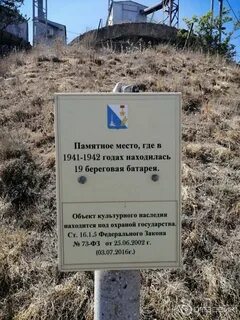 Памятное место, где в
1941-1942 годах находилась
19 береговая батарея.
Объект культурного наследия
находится под охраной государства.
Ст. 16.1.5 Федерального Закона
№ 73-ФЗ от 25.06.2002 г.
(03.07.2016г.)